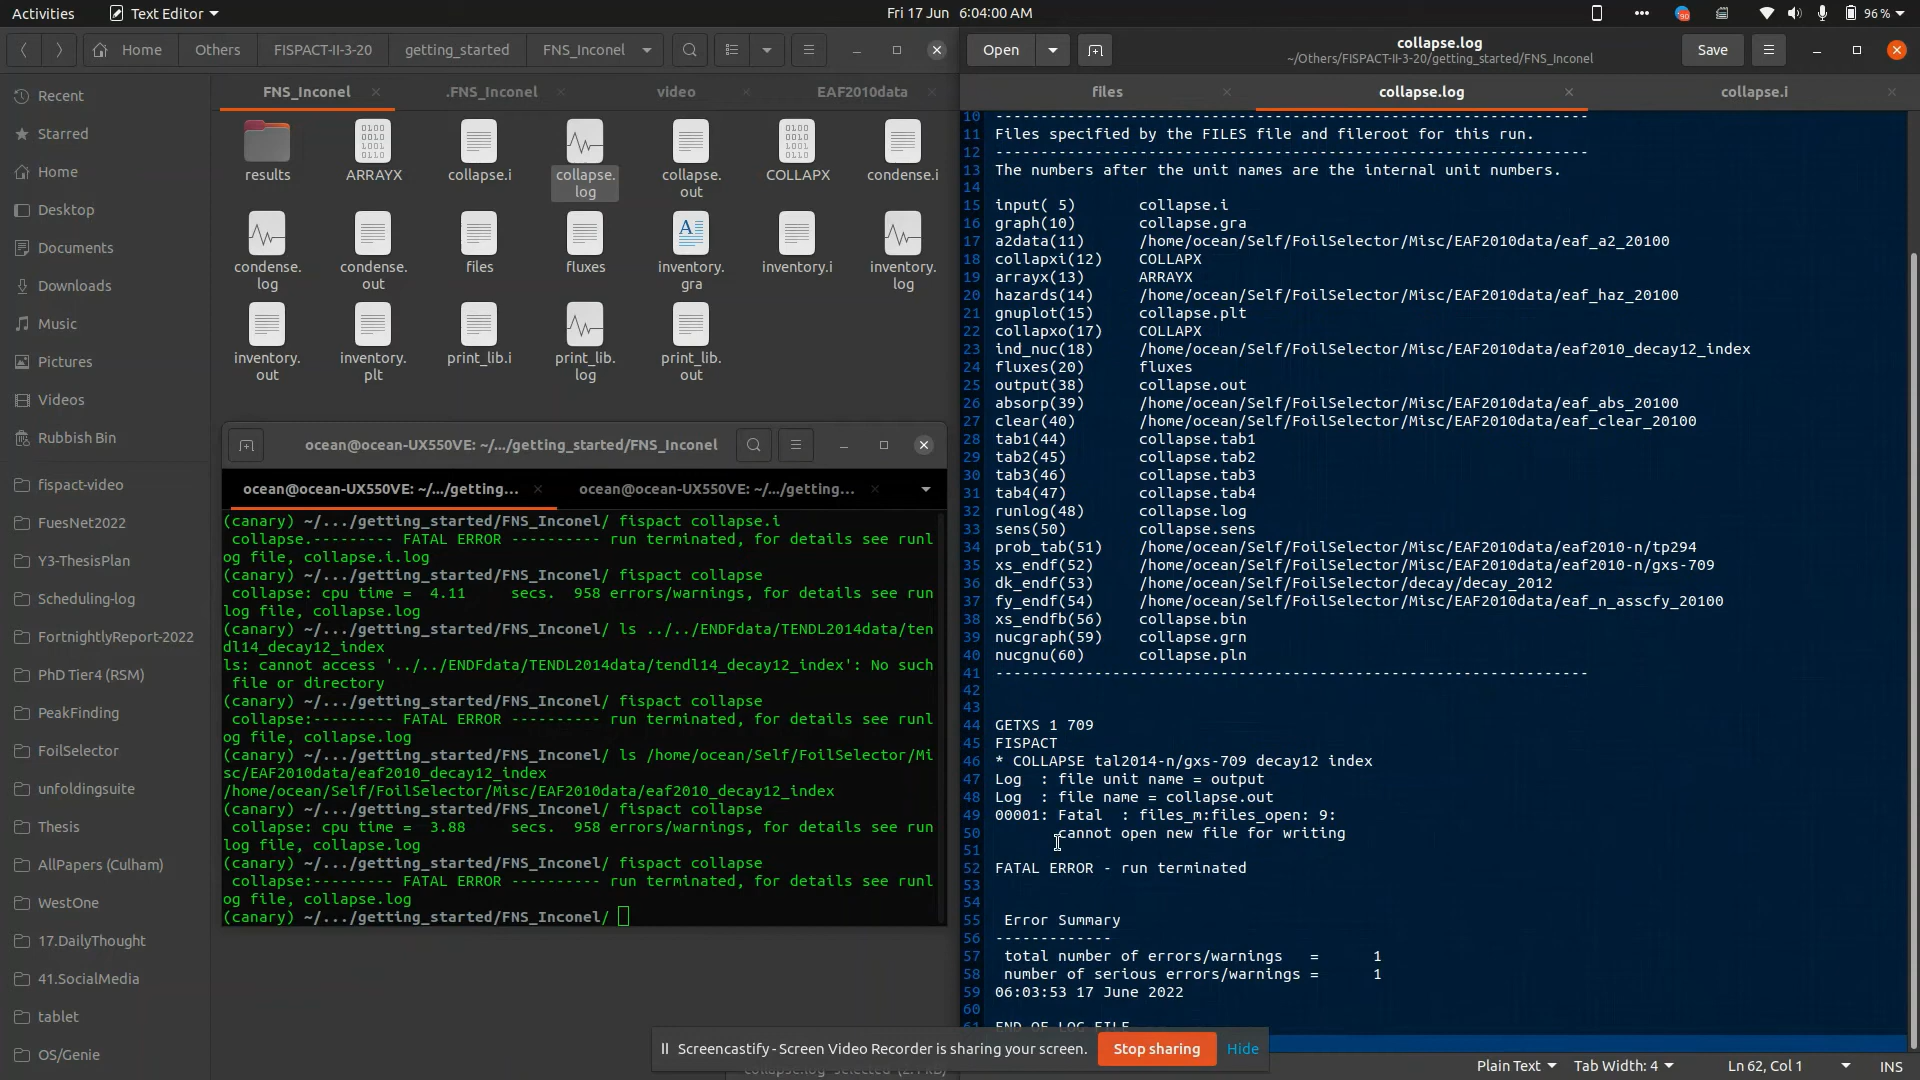 Activities
Text Editor
Fri 17 Jun 6:04:00 AM
90
96 %
Home
Others
FISPACT-II-3-20
getting_started
FNS_Inconel
Recent
Starred
Home
Desktop
Documents
Downloads
Music
Pictures
Videos
Rubbish Bin
fispact-video
FuesNet2022
Y3-ThesisPlan
Scheduling-log
FortnightlyReport-2022
PhD Tier4 (RSM)
PeakFinding
FoilSelector
unfoldingsuite
Thesis
AllPapers (Culham)
WestOne
17.DailyThought
41.SocialMedia
tablet
OS/Genie
FNS_Inconel
.FNS_Inconel
video
EAF2010data
results
ARRAYX
collapse.i
collapse.
log
collapse.
out
COLLAPX
condense.i
condense.
log
condense.
out
files
fluxes
inventory.
gra
inventory.i
inventory.
log
inventory.
out
inventory.
plt
print_lib.i
print_lib.
log
print_lib.
out
ocean@ocean-UX550VE: ~/.../getting_started/FNS_Inconel
ocean@ocean-UX550VE: ~/.../getting...
ocean@ocean-UX550VE: ~/.../getting...
(canary) ~/.../getting_started/FNS_Inconel/ fispact collapse.i
collapse.--------- FATAL ERROR ---------- run terminated, for details see runl
og file, collapse.i.log
(canary) ~/.../getting_started/FNS_Inconel/ fispact collapse
collapse: cpu time = 4.11 secs. 958 errors/warnings, for details see run
log file, collapse.log
(canary) ~/.../getting_started/FNS_Inconel/ ls ../../ENDFdata/TENDL2014data/ten
dl14_decay12_index
ls: cannot access '../../ENDFdata/TENDL2014data/tendl14_decay12_index': No such
file or directory
(canary) ~/.../getting_started/FNS_Inconel/ fispact collapse
collapse:--------- FATAL ERROR ---------- run terminated, for details see runl
og file, collapse.log
(canary) ~/.../getting_started/FNS_Inconel/ ls /home/ocean/Self/FoilSelector/Mi
sc/EAF2010data/eaf2010_decay12_index
/home/ocean/Self/FoilSelector/Misc/EAF2010data/eaf2010_decay12_index
(canary) ~/.../getting_started/FNS_Inconel/ fispact collapse
collapse: cpu time = 3.88 secs. 958 errors/warnings, for details see run
log file, collapse.log
(canary) ~/.../getting_started/FNS_Inconel/ fispact collapse
collapse:--------- FATAL ERROR ---------- run terminated, for details see runl
og file, collapse.log
(canary) ~/.../getting_started/FNS_Inconel/
Open
collapse.log
~/Others/FISPACT-II-3-20/getting_started/FNS_Inconel
Save
files
collapse.log
collapse.i
10 ------------------------------------------------------------------
11 Files specified by the FILES file and fileroot for this run.
12 ------------------------------------------------------------------
13 The numbers after the unit names are the internal unit numbers.
14
15 input( 5) collapse.i
16 graph(10) collapse.gra
17 a2data(11) /home/ocean/Self/FoilSelector/Misc/EAF2010data/eaf_a2_20100
18 collapxi(12) COLLAPX
19 arrayx(13) ARRAYX
20 hazards(14) /home/ocean/Self/FoilSelector/Misc/EAF2010data/eaf_haz_20100
21 gnuplot(15) collapse.plt
22 collapxo(17) COLLAPX
23 ind_nuc(18) /home/ocean/Self/FoilSelector/Misc/EAF2010data/eaf2010_decay12_index
24 fluxes(20) fluxes
25 output(38) collapse.out
26 absorp(39) /home/ocean/Self/FoilSelector/Misc/EAF2010data/eaf_abs_20100
27 clear(40) /home/ocean/Self/FoilSelector/Misc/EAF2010data/eaf_clear_20100
28 tab1(44) collapse.tab1
29 tab2(45) collapse.tab2
30 tab3(46) collapse.tab3
31 tab4(47) collapse.tab4
32 runlog(48) collapse.log
33 sens(50) collapse.sens
34 prob_tab(51) /home/ocean/Self/FoilSelector/Misc/EAF2010data/eaf2010-n/tp294
35 xs_endf(52) /home/ocean/Self/FoilSelector/Misc/EAF2010data/eaf2010-n/gxs-709
36 dk_endf(53) /home/ocean/Self/FoilSelector/decay/decay_2012
37 fy_endf(54) /home/ocean/Self/FoilSelector/Misc/EAF2010data/eaf_n_asscfy_20100
38 xs_endfb(56) collapse.bin
39 nucgraph(59) collapse.grn
40 nucgnu(60) collapse.pln
41 ------------------------------------------------------------------
42
43
44 GETXS 1 709
45 FISPACT
46 * COLLAPSE tal2014-n/gxs-709 decay12 index
47 Log : file unit name = output
48 Log : file name = collapse.out
49 00001: Fatal : files_m:files_open: 9:
50 cannot open new file for writing
51
52 FATAL ERROR - run terminated
53
54
55 Error Summary
56 -------------
57 total number of errors/warnings = 1
58 number of serious errors/warnings = 1
59 06:03:53 17 June 2022
60
61 END OF LOG FILE
Screencastify - Screen Video Recorder is sharing your screen.
Stop sharing
Hide
Plain Text
Tab Width: 4
Ln 62, Col 1
INS